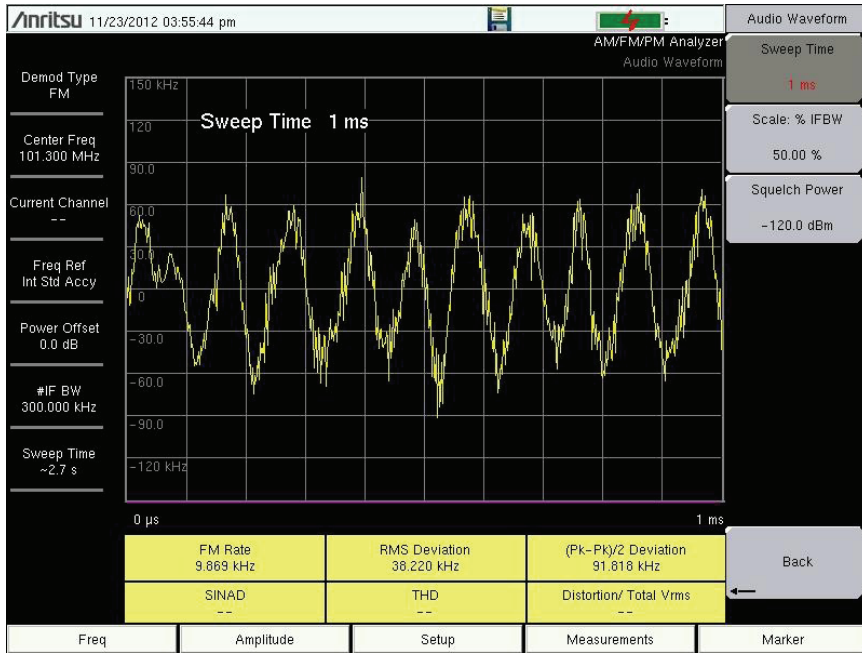 Anritsu 11/23/2012 03:55:44 pm
AM/FM/PM Analyzer
Audio Waveform
Demod Type
FM
Center Freq
101.300 MHz
Current Channel
--
Freq Ref
Int Std Accy
Power Offset
0.0 dB
#IF BW
300.000 kHz
Sweep Time
~2.7 s
150 kHz
120
90.0
60.0
30.0
0
-30.0
-60.0
-90.0
-120 kHz
Sweep Time 1 ms
0 µs
1 ms
FM Rate
9.869 kHz
RMS Deviation
38.220 kHz
(Pk-Pk)/2 Deviation
91.818 kHz
SINAD
--
THD
--
Distortion/ Total Vrms
--
Audio Waveform
Sweep Time
1 ms
Scale: % IFBW
50.00 %
Squelch Power
-120.0 dBm
Back
Freq
Amplitude
Setup
Measurements
Marker